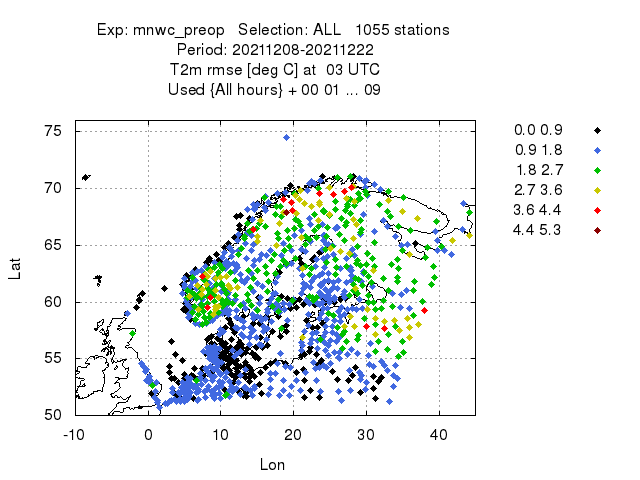 Exp: mnwc_preop   Selection: ALL   1055 stations
Period: 20211208-20211222
T2m rmse [deg C] at  03 UTC
Used {All hours} + 00 01 ... 09
75
70
65
60
55
50
Lat
-10 0 10 20 30 40
Lon
0.0 0.9
0.9 1.8
1.8 2.7
2.7 3.6
3.6 4.4
4.4 5.3